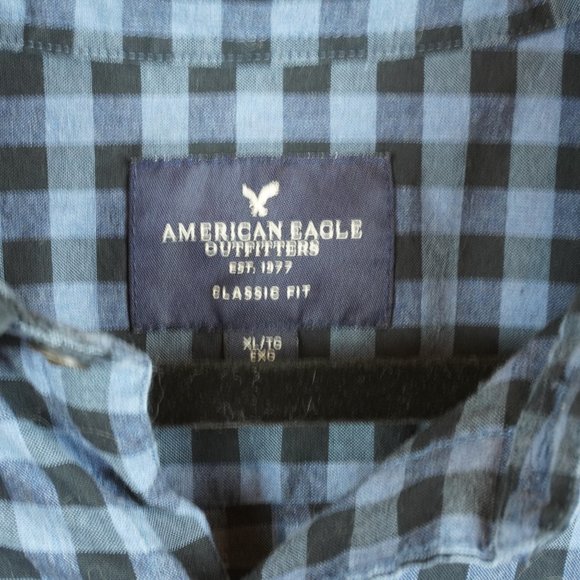 AMERICAN EAGLE
OUTFITTERS
EST. 1977
CLASSIC FIT
XL/TG
EXG